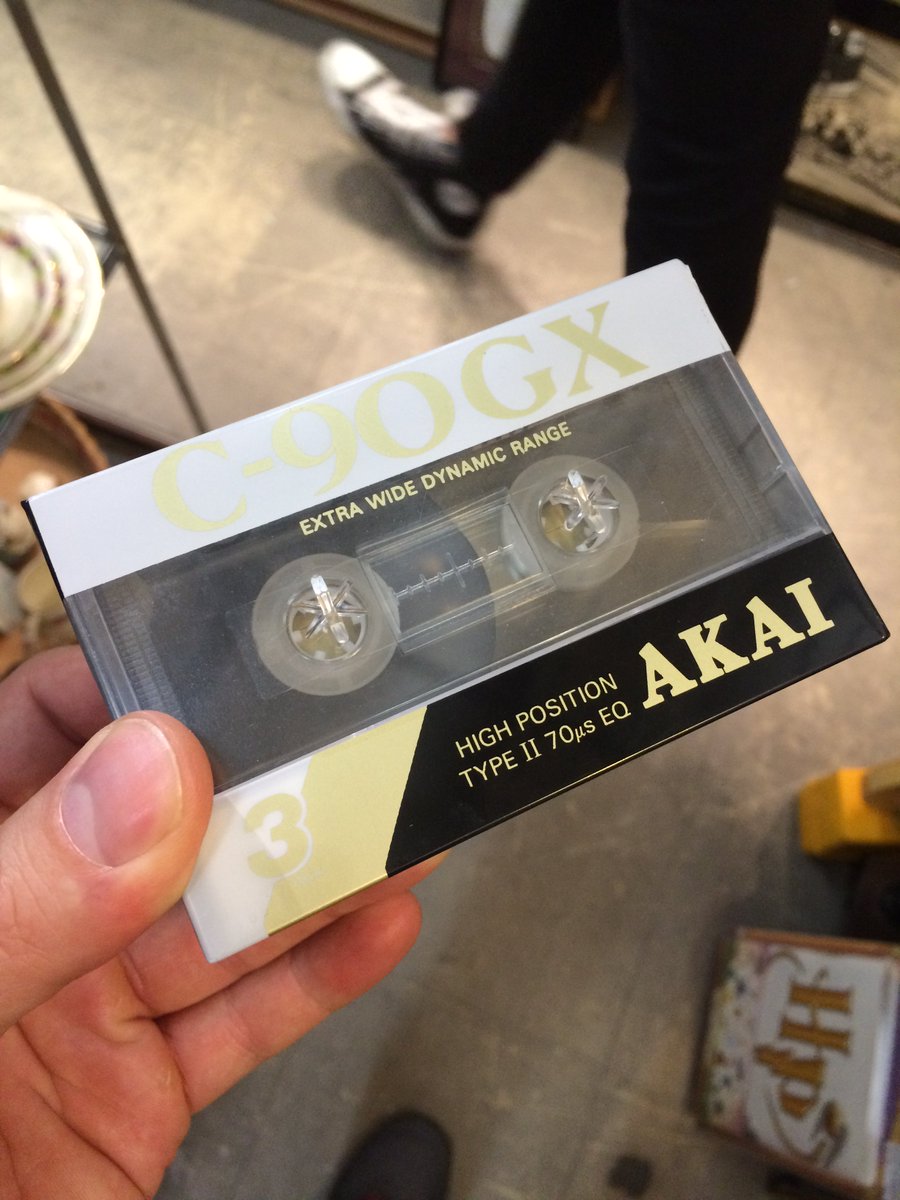 C-90GX
EXTRA WIDE DYNAMIC RANGE
AKAI
HIGH POSITION
TYPE II 70μs EQ
3